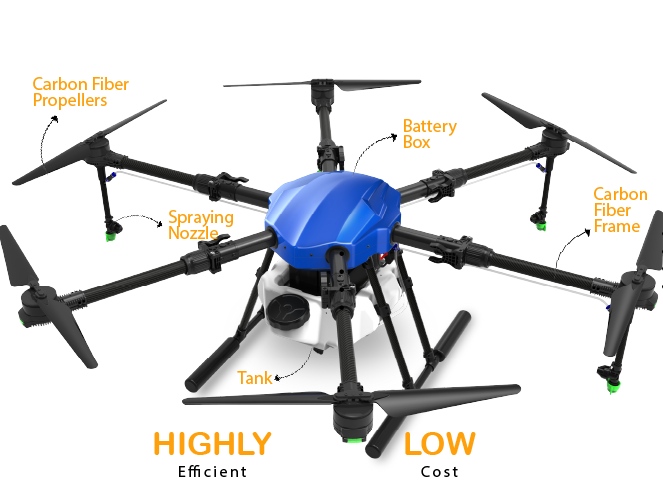 Carbon Fiber
Propellers
Battery
Box
Carbon
Fiber
Frame
Spraying
Nozzle
Tank
HIGHLY
Efficient
LOW
Cost